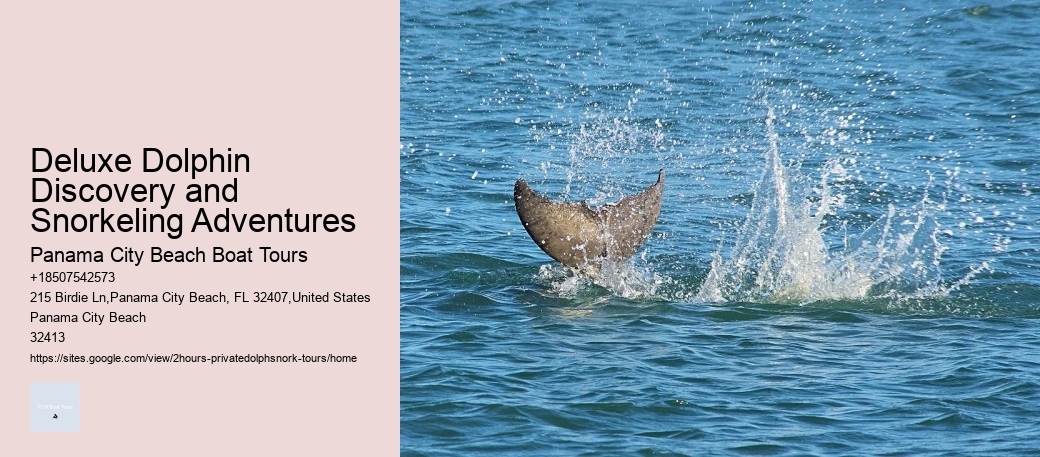 Deluxe Dolphin
Discovery and
Snorkeling Adventures
Panama City Beach Boat Tours
+18507542573
215 Birdie Ln,Panama City Beach, FL 32407,United States
Panama City Beach
32413
https://sites.google.com/view/2hours-privatedolphsnork-tours/home